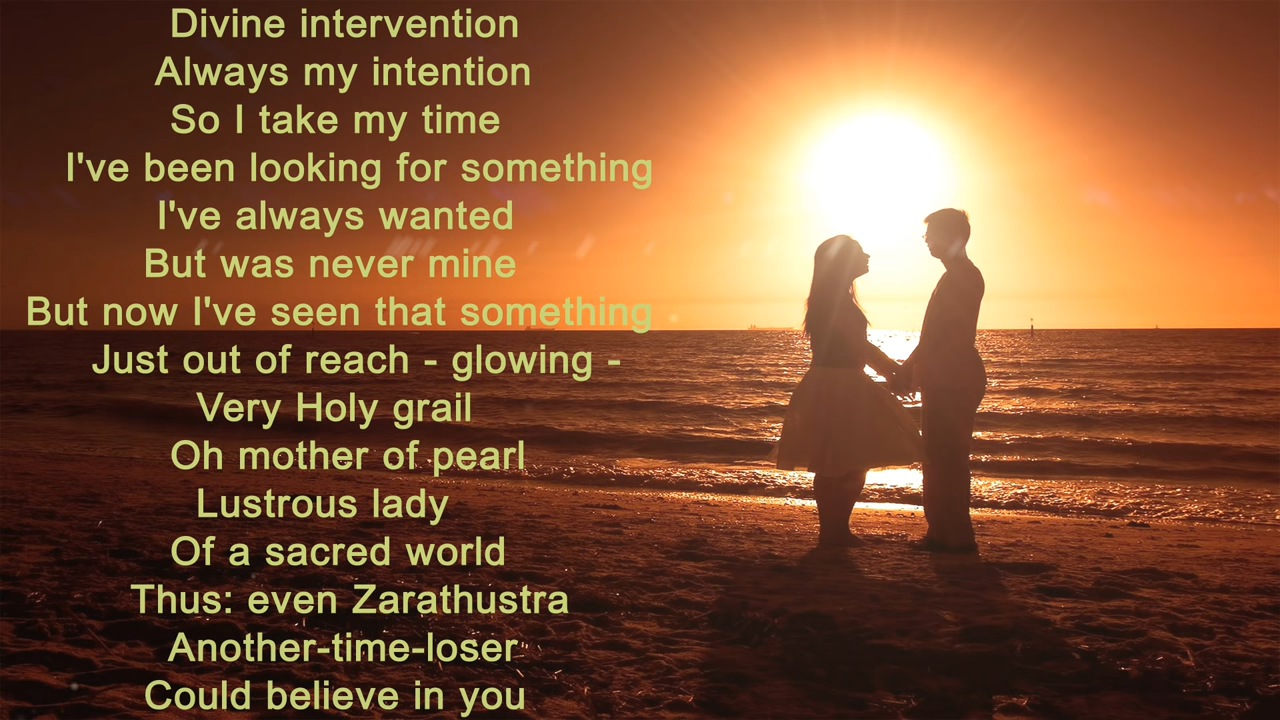 Divine intervention
Always my intention
So I take my time
I've been looking for something
I've always wanted
But was never mine
But now I've seen that something
Just out of reach - glowing -
Very Holy grail
Oh mother of pearl
Lustrous lady
Of a sacred world
Thus: even Zarathustra
Another-time-loser
Could believe in you